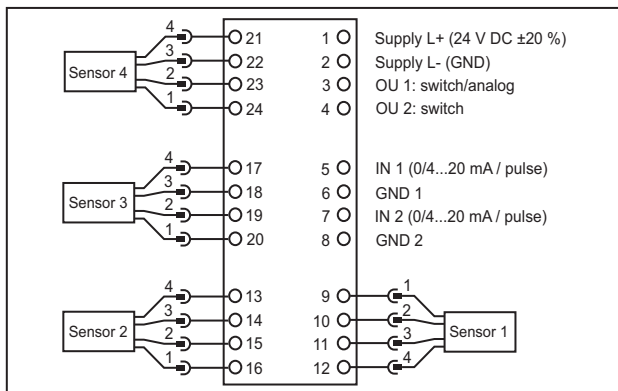 4 21 1 Supply L+ (24 V DC ±20 %)
3 22 2 Supply L- (GND)
Sensor 4
2 23 3 OU 1: switch/analog
1 24 4 OU 2: switch
4 17 5 IN 1 (0/4...20 mA / pulse)
3 18 6 GND 1
Sensor 3
2 19 7 IN 2 (0/4...20 mA / pulse)
1 20 8 GND 2
4 13 9 1
3 14 10 2
Sensor 2 Sensor 1
2 15 11 3
1 16 12 4